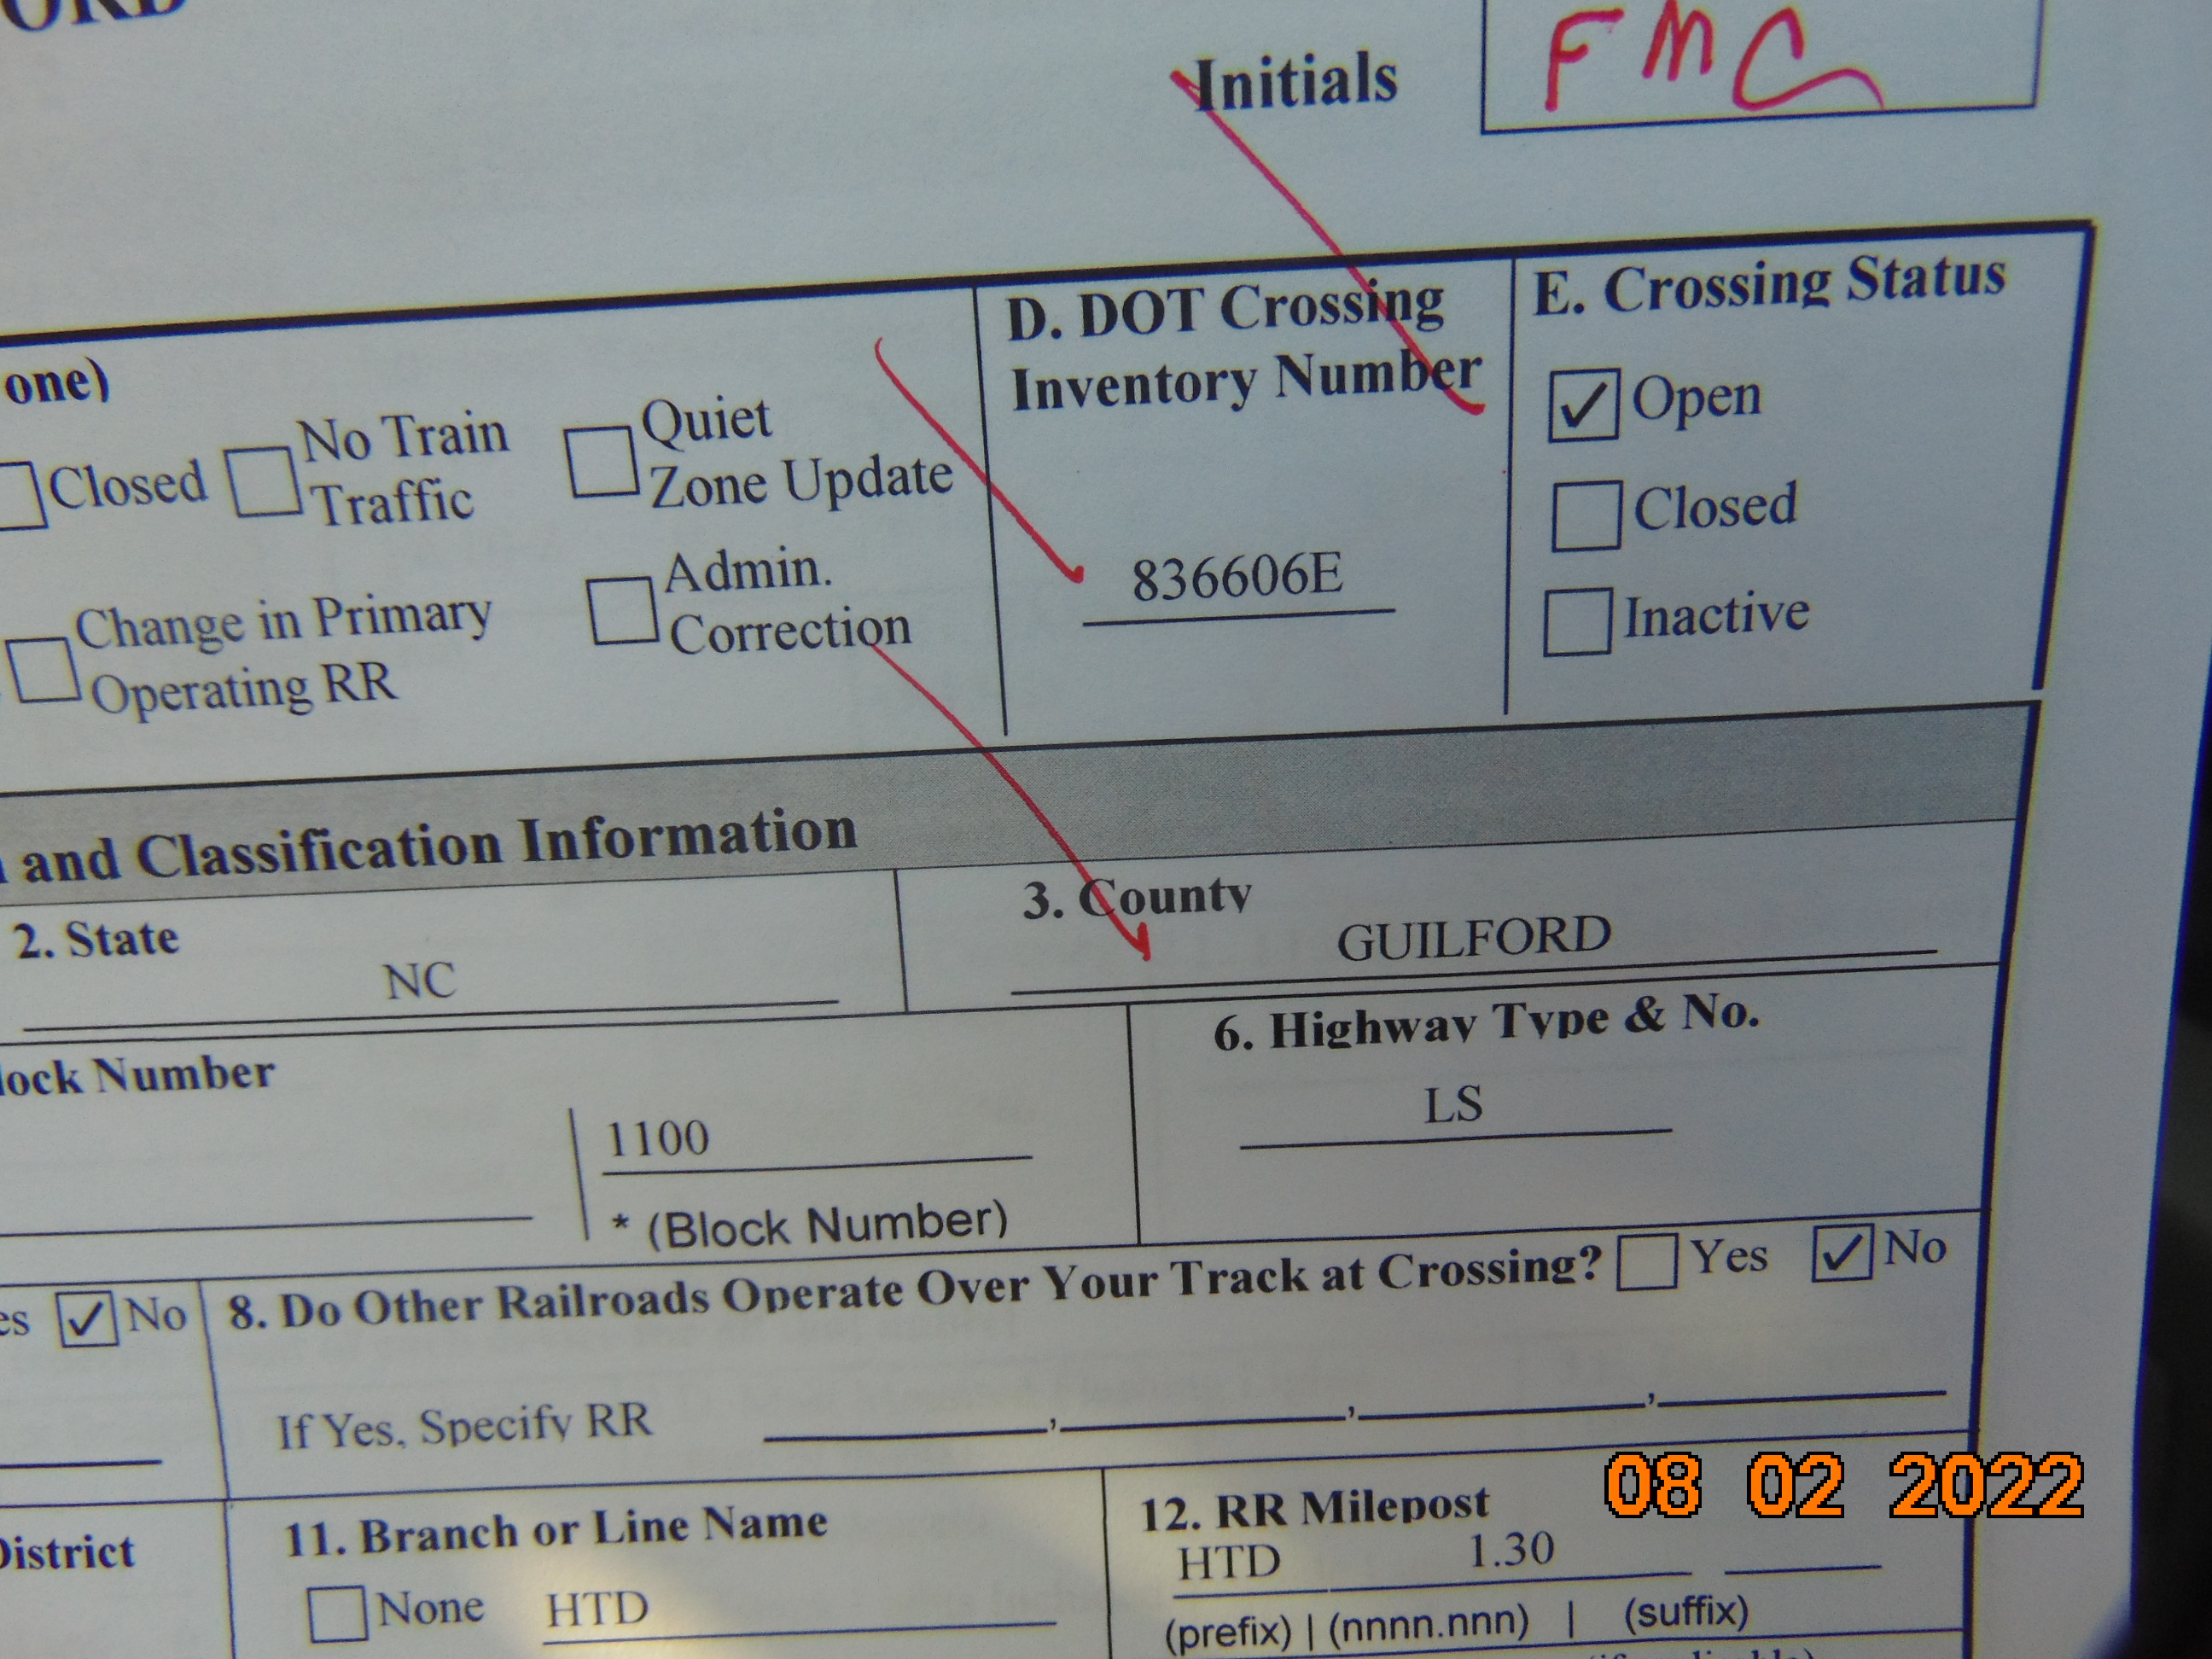 Initials FMC
D. DOT Crossing
Inventory Number
E. Crossing Status
one)
Closed
No Train
Traffic
Quiet
Zone Update
Open
Closed
836606E
Change in Primary
Operating RR
Admin.
Correction
Inactive
and Classification Information
2. State
NC
3. County
GUILFORD
lock Number
1100
* (Block Number)
6. Highway Type & No.
LS
es No
8. Do Other Railroads Operate Over Your Track at Crossing? Yes No
If Yes, Specify RR , , ,
08 02 2022
District
11. Branch or Line Name
None HTD
12. RR Milepost
HTD 1.30
(prefix) | (nnnn.nnn) | (suffix)